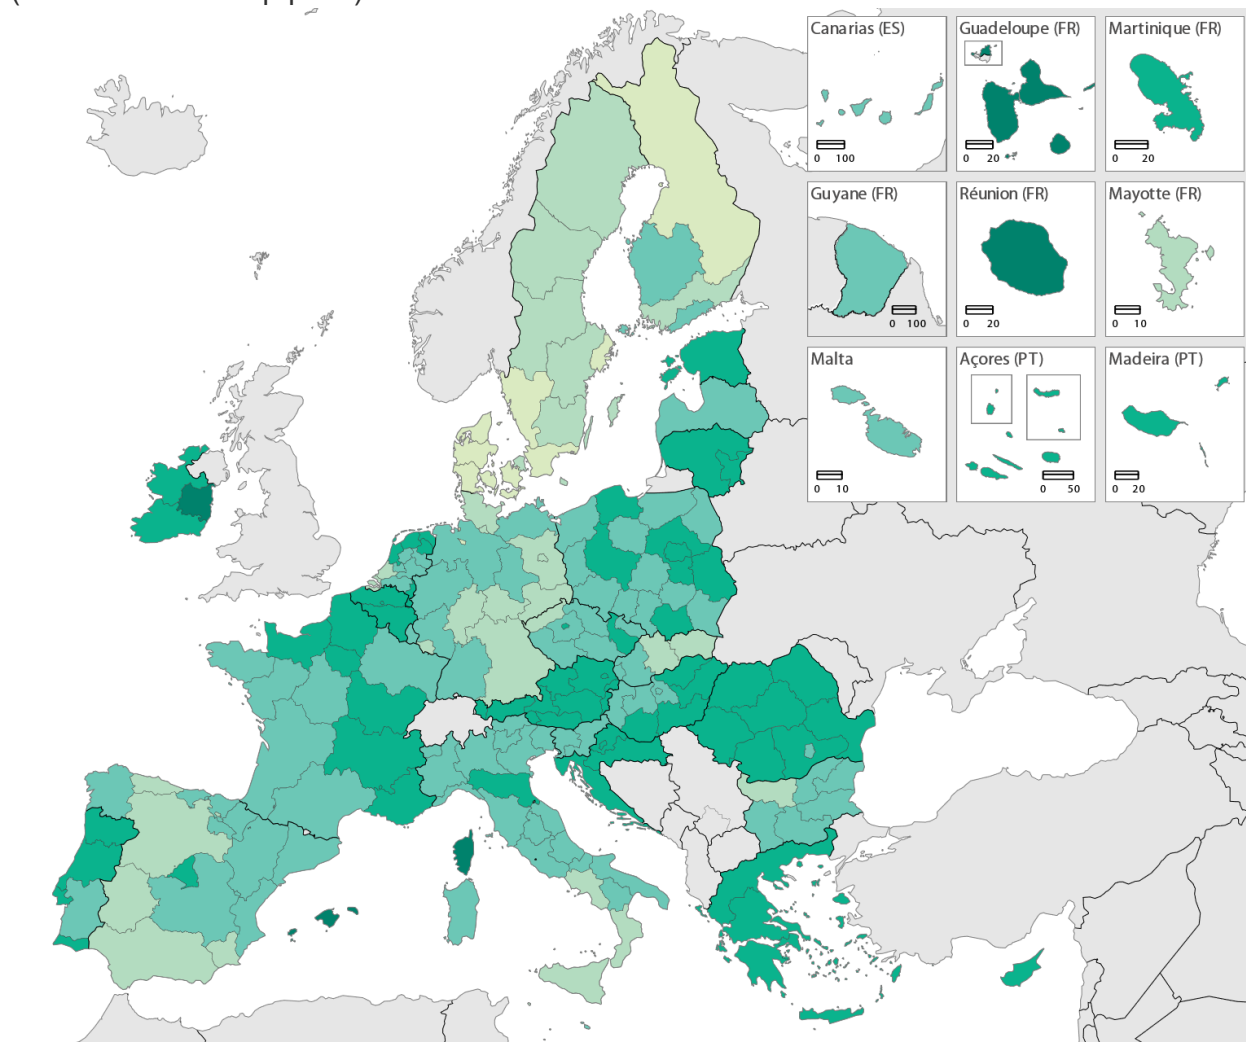 Canarias (ES)
0 100
Guadeloupe (FR)
0 20
Martinique (FR)
0 20
Guyane (FR)
0 100
Réunion (FR)
0 20
Mayotte (FR)
0 10
Malta
0 10
Açores (PT)
0 50
Madeira (PT)
0 20